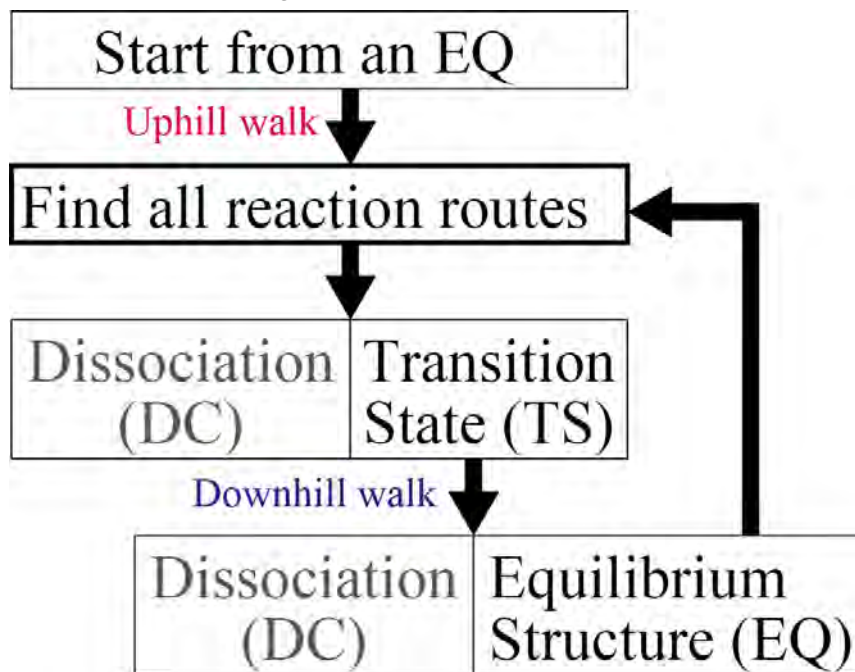 Start from an EQ
Uphill walk
Find all reaction routes
Dissociation
(DC)
Transition
State (TS)
Downhill walk
Dissociation
(DC)
Equilibrium
Structure (EQ)